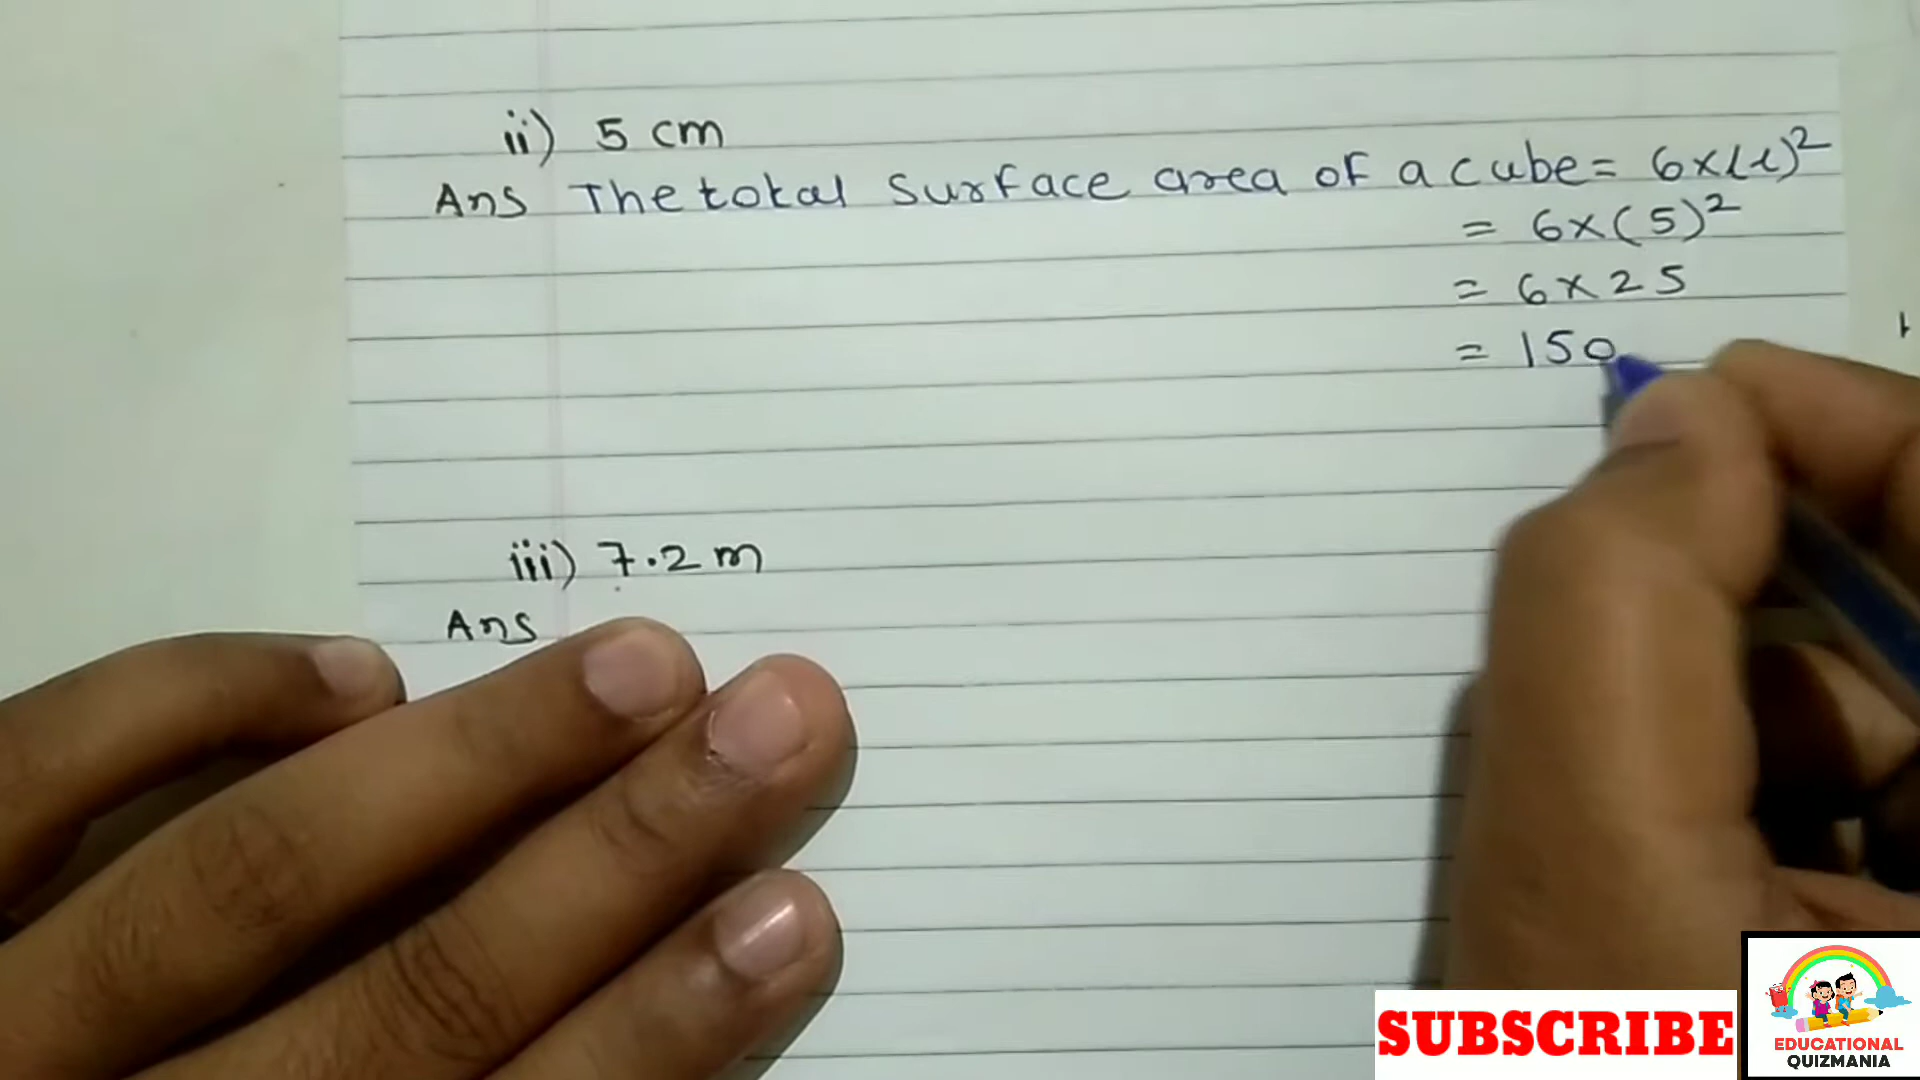 ii) 5 cm
Ans The total surface area of a cube = 6×(l)²
= 6×(5)²
= 6×25
= 150
iii) 7.2 m
Ans
SUBSCRIBE
EDUCATIONAL
QUIZMANIA